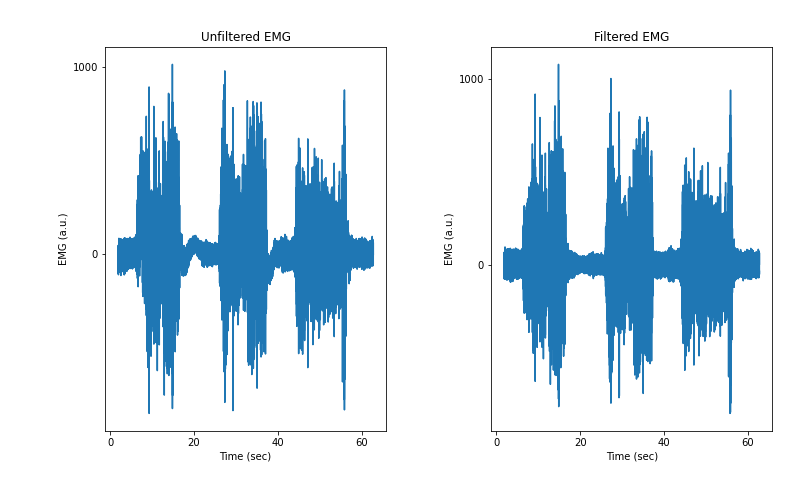 Unfiltered EMG
1000
0
EMG (a.u.)
0 20 40 60
Time (sec)
Filtered EMG
1000
0
EMG (a.u.)
0 20 40 60
Time (sec)